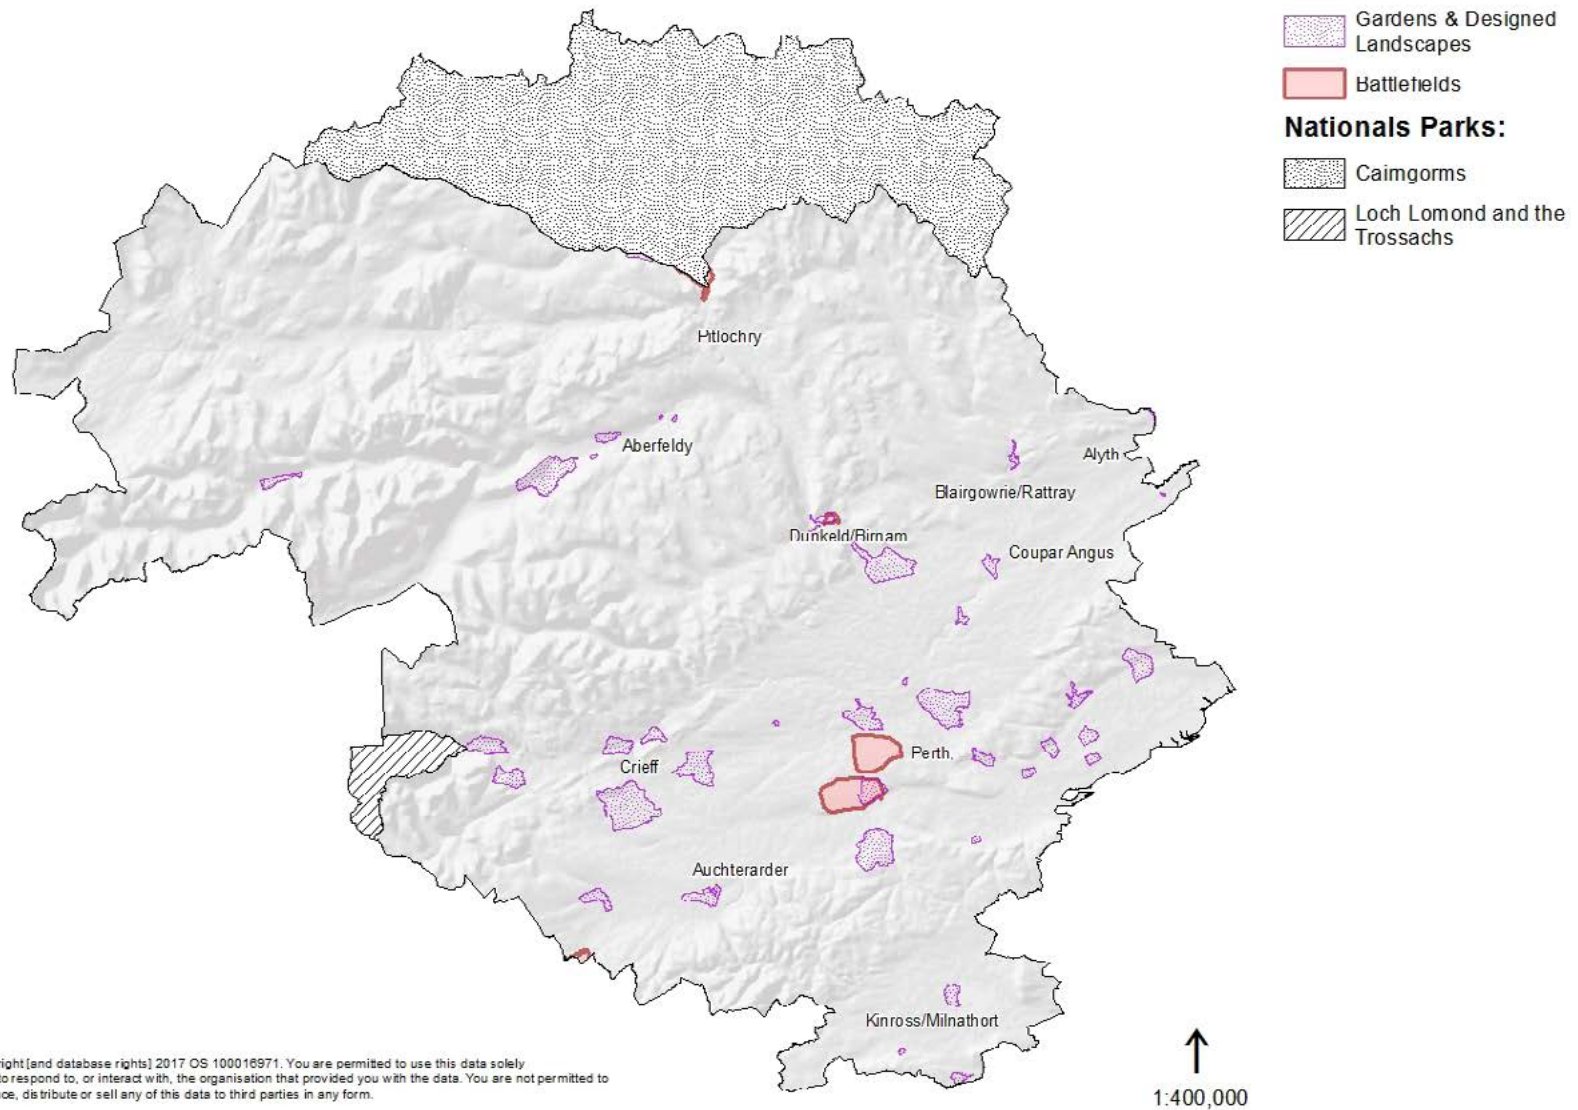 Gardens & Designed
Landscapes
Battlefields
Nationals Parks:
Cairngorms
Loch Lomond and the
Trossachs
Pitlochry
Aberfeldy
Alyth
Blairgowrie/Rattray
Dunkeld/Birnam
Coupar Angus
Perth.
Crieff
Auchterarder
Kinross/Milnathort
right [and database rights] 2017 OS 100016971. You are permitted to use this data solely
to respond to, or interact with, the organisation that provided you with the data. You are not permitted to
ce, distribute or sell any of this data to third parties in any form.
1:400,000